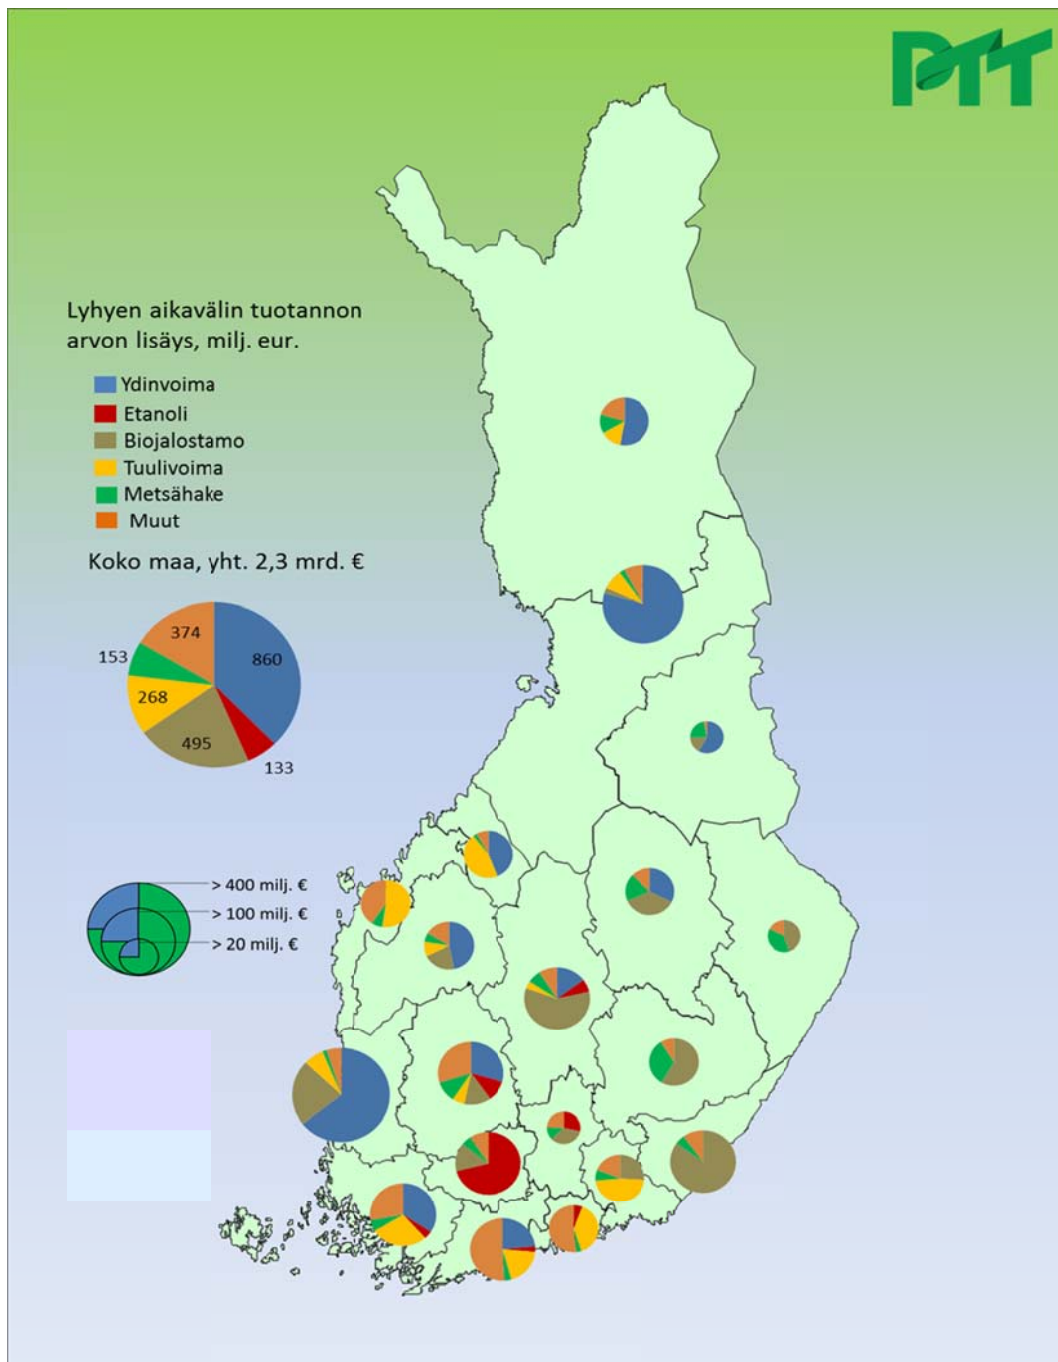 PTT
Lyhyen aikavälin tuotannon
arvon lisäys, milj. eur.
Ydinvoima
Etanoli
Biojalostamo
Tuulivoima
Metsähake
Muut
Koko maa, yht. 2,3 mrd. €
374
153
860
268
495
133
> 400 milj. €
> 100 milj. €
> 20 milj. €